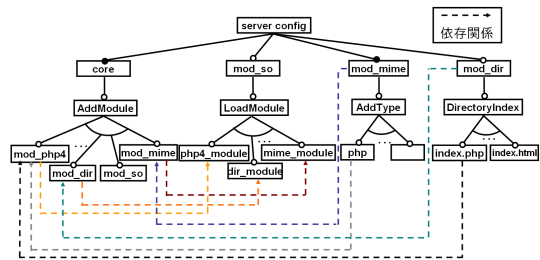 server config
依存関係
core
mod_so
mod_mime
mod_dir
AddModule
LoadModule
AddType
DirectoryIndex
mod_php4
...
mod_mime
php4_module
...
mime_module
php
...
index.php
...
index.html
mod_dir
mod_so
dir_module